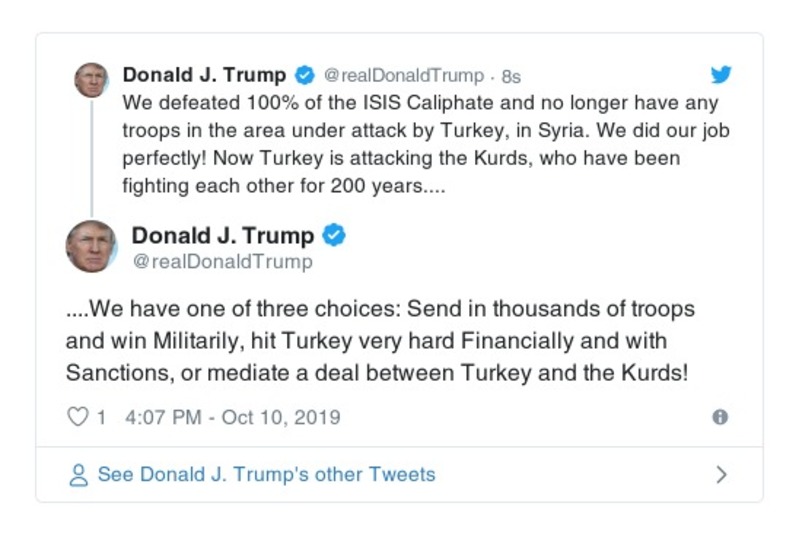 Donald J. Trump @realDonaldTrump · 8s
We defeated 100% of the ISIS Caliphate and no longer have any
troops in the area under attack by Turkey, in Syria. We did our job
perfectly! Now Turkey is attacking the Kurds, who have been
fighting each other for 200 years....
Donald J. Trump
@realDonaldTrump
....We have one of three choices: Send in thousands of troops
and win Militarily, hit Turkey very hard Financially and with
Sanctions, or mediate a deal between Turkey and the Kurds!
1 4:07 PM - Oct 10, 2019
See Donald J. Trump's other Tweets